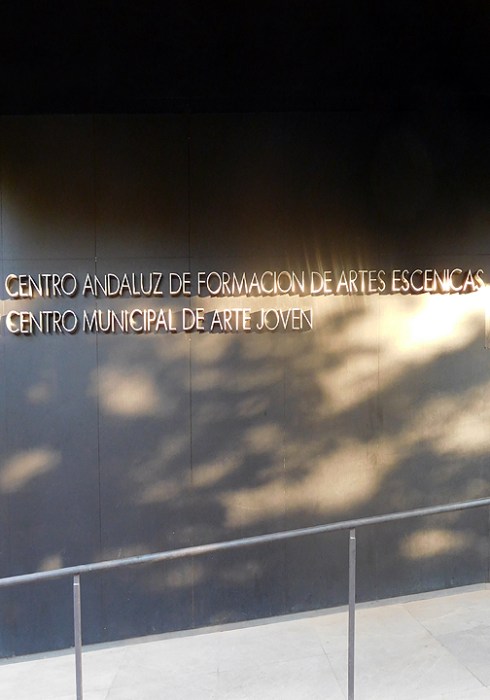 CENTRO ANDALUZ DE FORMACION DE ARTES ESCENICAS
CENTRO MUNICIPAL DE ARTE JOVEN